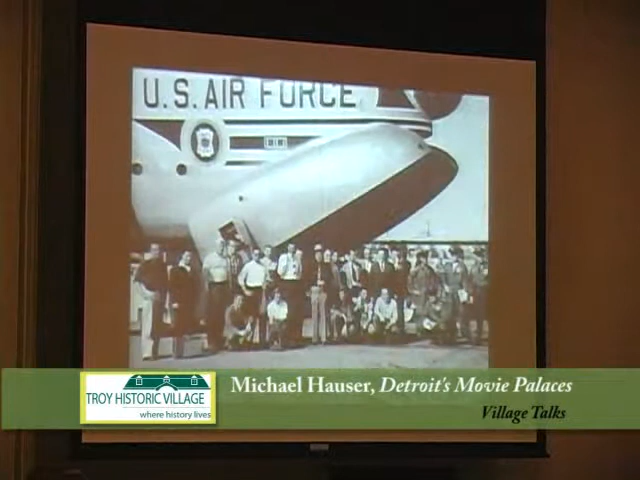 U.S. AIR FORCE
Michael Hauser, Detroit's Movie Palaces
TROY HISTORIC VILLAGE
where history lives
Village Talks